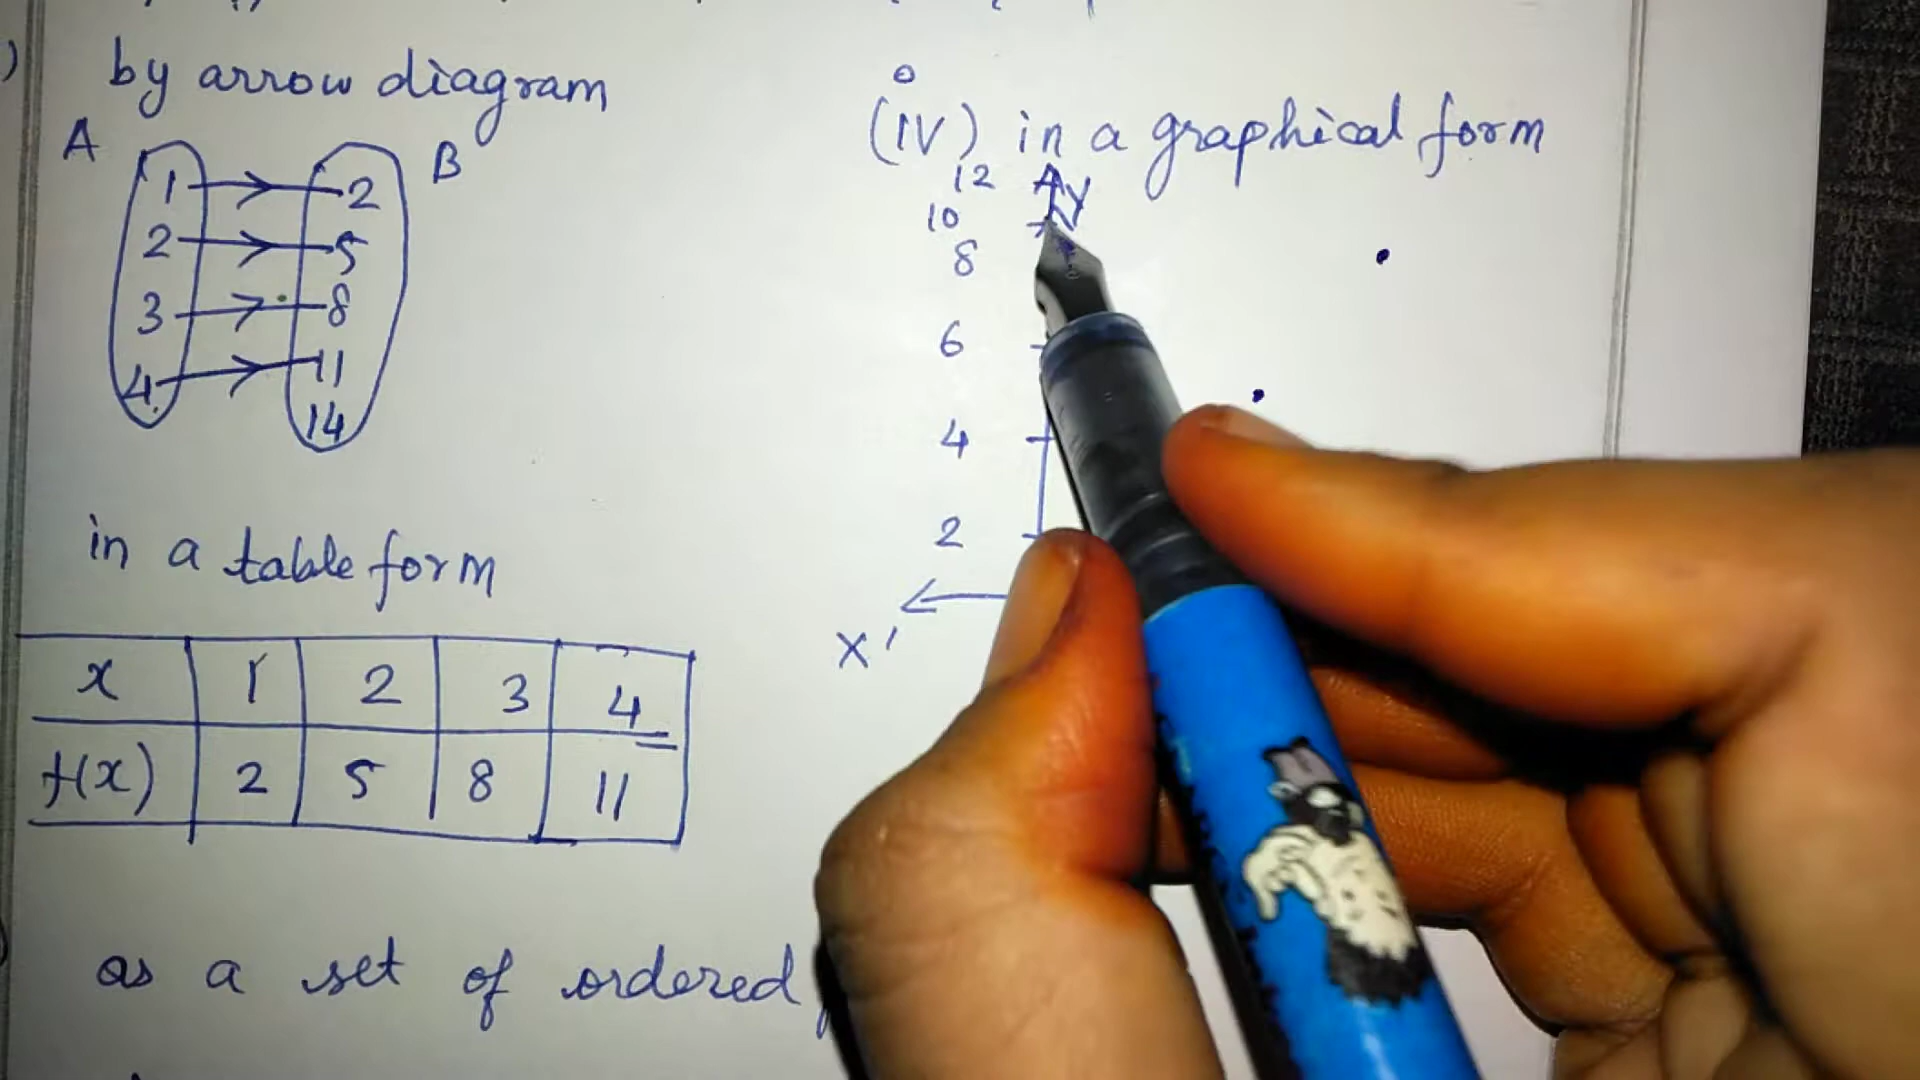 by arrow diagram
A
B
1 2
2 5
3 8
4 11
14
in a table form
x 1 2 3 4
f(x) 2 5 8 11
as a set of ordered
(IV) in a graphical form
12 Y
10
8
6
4
2
X'